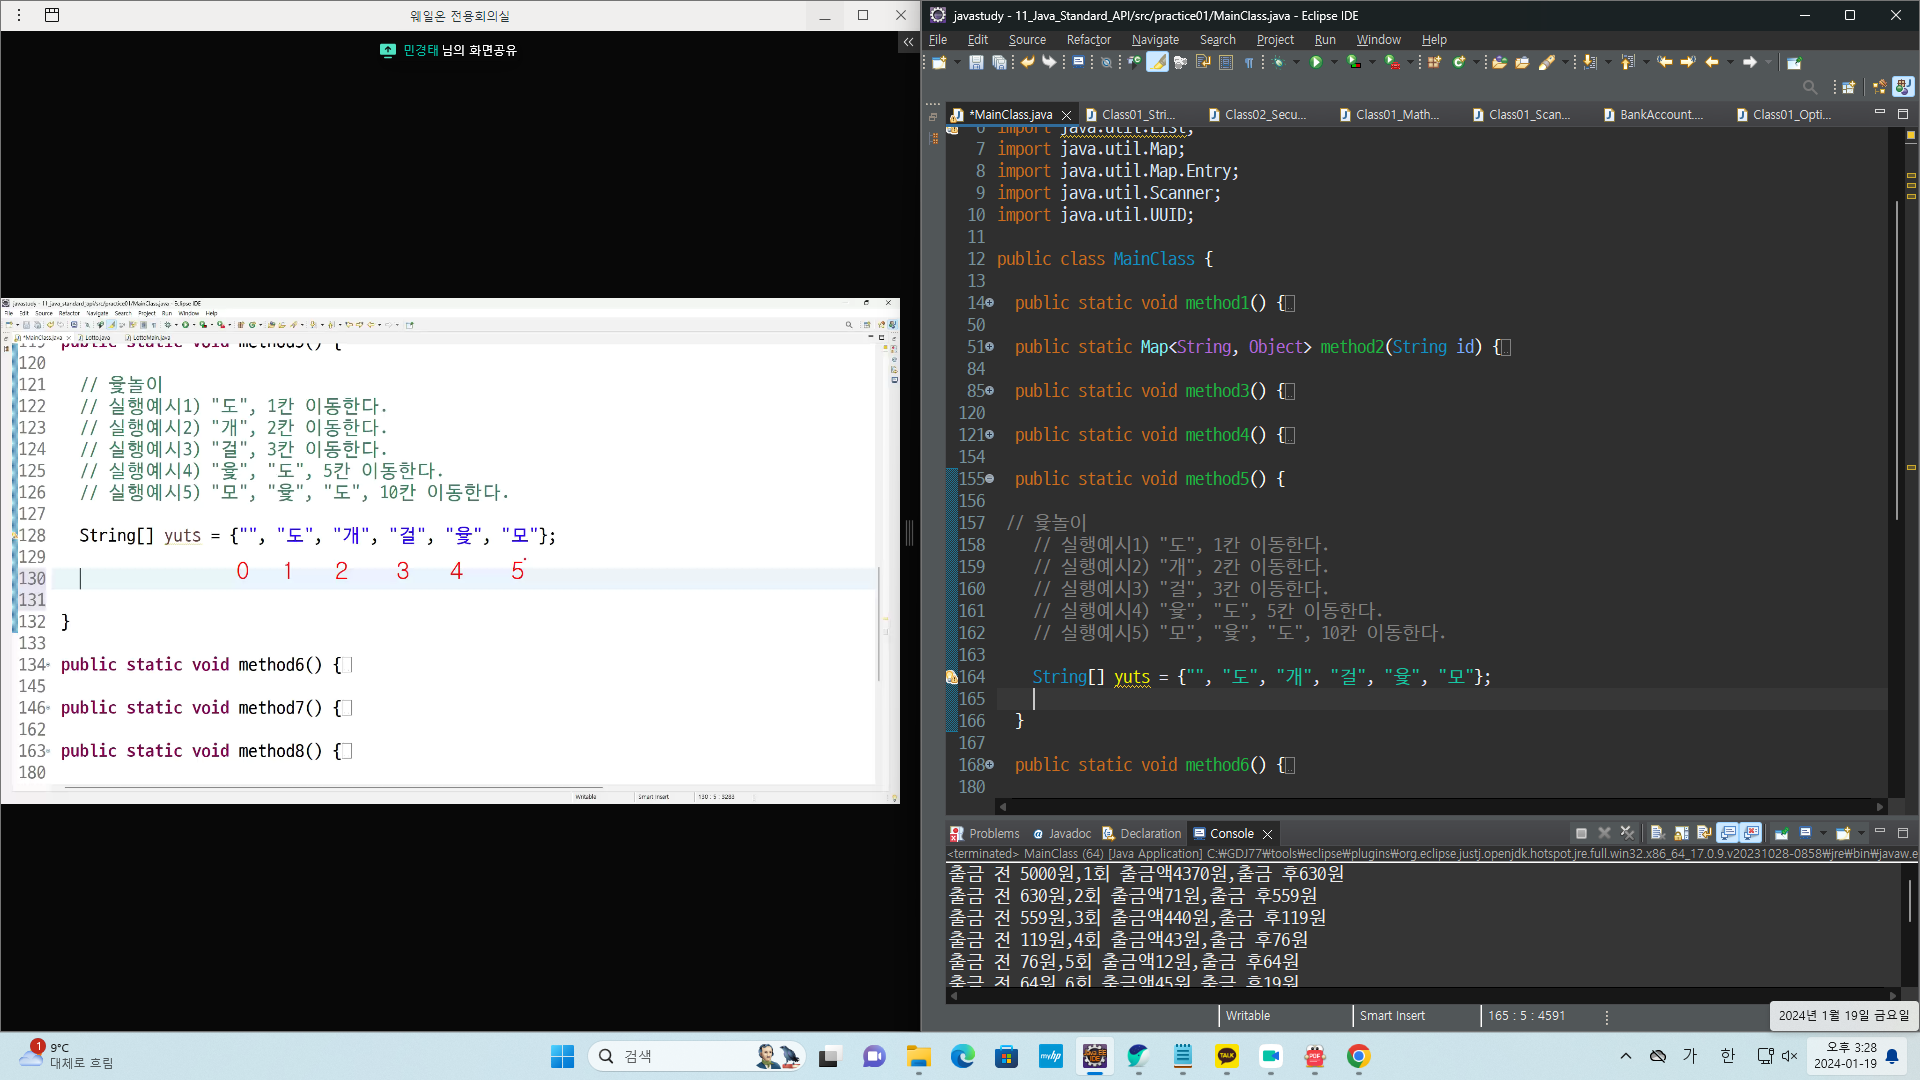 웨일온 전용회의실
민경태 님의 화면공유
javastudy - 11_java_standard_api/src/practice01/MainClass.java - Eclipse IDE
File Edit Source Refactor Navigate Search Project Run Window Help
*MainClass.java Lotto.java LottoMain.java
119 public static void method5() {
120
121 // 윷놀이
122 // 실행예시1) "도", 1칸 이동한다.
123 // 실행예시2) "개", 2칸 이동한다.
124 // 실행예시3) "걸", 3칸 이동한다.
125 // 실행예시4) "윷", "도", 5칸 이동한다.
126 // 실행예시5) "모", "윷", "도", 10칸 이동한다.
127
128 String[] yuts = {"", "도", "개", "걸", "윷", "모"};
129
0 1 2 3 4 5
130
131
132 }
133
134 public static void method6() {
145
146 public static void method7() {
162
163 public static void method8() {
180
Writable Smart Insert 130 : 5 : 3283
javastudy - 11_Java_Standard_API/src/practice01/MainClass.java - Eclipse IDE
File Edit Source Refactor Navigate Search Project Run Window Help
*MainClass.java Class01_Stri... Class02_Secu... Class01_Math... Class01_Scan... BankAccount.... Class01_Opti...
6 import java.util.List;
7 import java.util.Map;
8 import java.util.Map.Entry;
9 import java.util.Scanner;
10 import java.util.UUID;
11
12 public class MainClass {
13
14 public static void method1() {
50
51 public static Map<String, Object> method2(String id) {
84
85 public static void method3() {
120
121 public static void method4() {
154
155 public static void method5() {
156
157 // 윷놀이
158 // 실행예시1) "도", 1칸 이동한다.
159 // 실행예시2) "개", 2칸 이동한다.
160 // 실행예시3) "걸", 3칸 이동한다.
161 // 실행예시4) "윷", "도", 5칸 이동한다.
162 // 실행예시5) "모", "윷", "도", 10칸 이동한다.
163
164 String[] yuts = {"", "도", "개", "걸", "윷", "모"};
165
166 }
167
168 public static void method6() {
180
Problems Javadoc Declaration Console
<terminated> MainClass (64) [Java Application] C:₩GDJ77₩tools₩eclipse₩plugins₩org.eclipse.justj.openjdk.hotspot.jre.full.win32.x86_64_17.0.9.v20231028-0858₩jre₩bin₩javaw.e
출금 전 5000원,1회 출금액4370원,출금 후630원
출금 전 630원,2회 출금액71원,출금 후559원
출금 전 559원,3회 출금액440원,출금 후119원
출금 전 119원,4회 출금액43원,출금 후76원
출금 전 76원,5회 출금액12원,출금 후64원
출금 전 64원,6회 출금액45원,출금 후19원
Writable Smart Insert 165 : 5 : 4591
2024년 1월 19일 금요일
1
9°C
대체로 흐림
검색
myhp
TALK
가 한
오후 3:28
2024-01-19